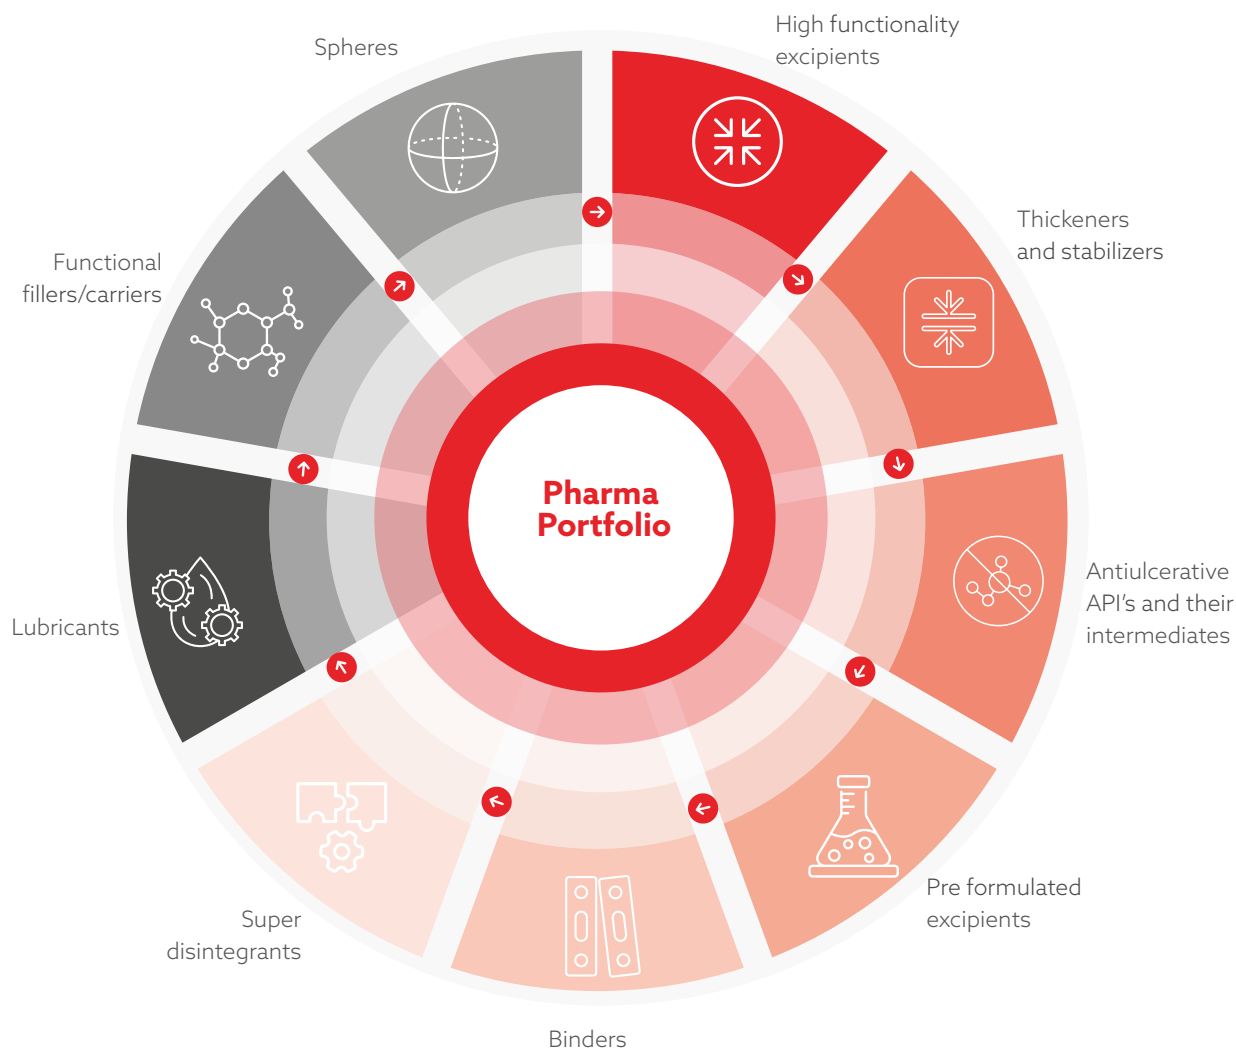 Spheres
High functionality
excipients
Thickeners
and stabilizers
Functional
fillers/carriers
Pharma
Portfolio
Antiulcerative
API’s and their
intermediates
Lubricants
Pre formulated
excipients
Super
disintegrants
Binders